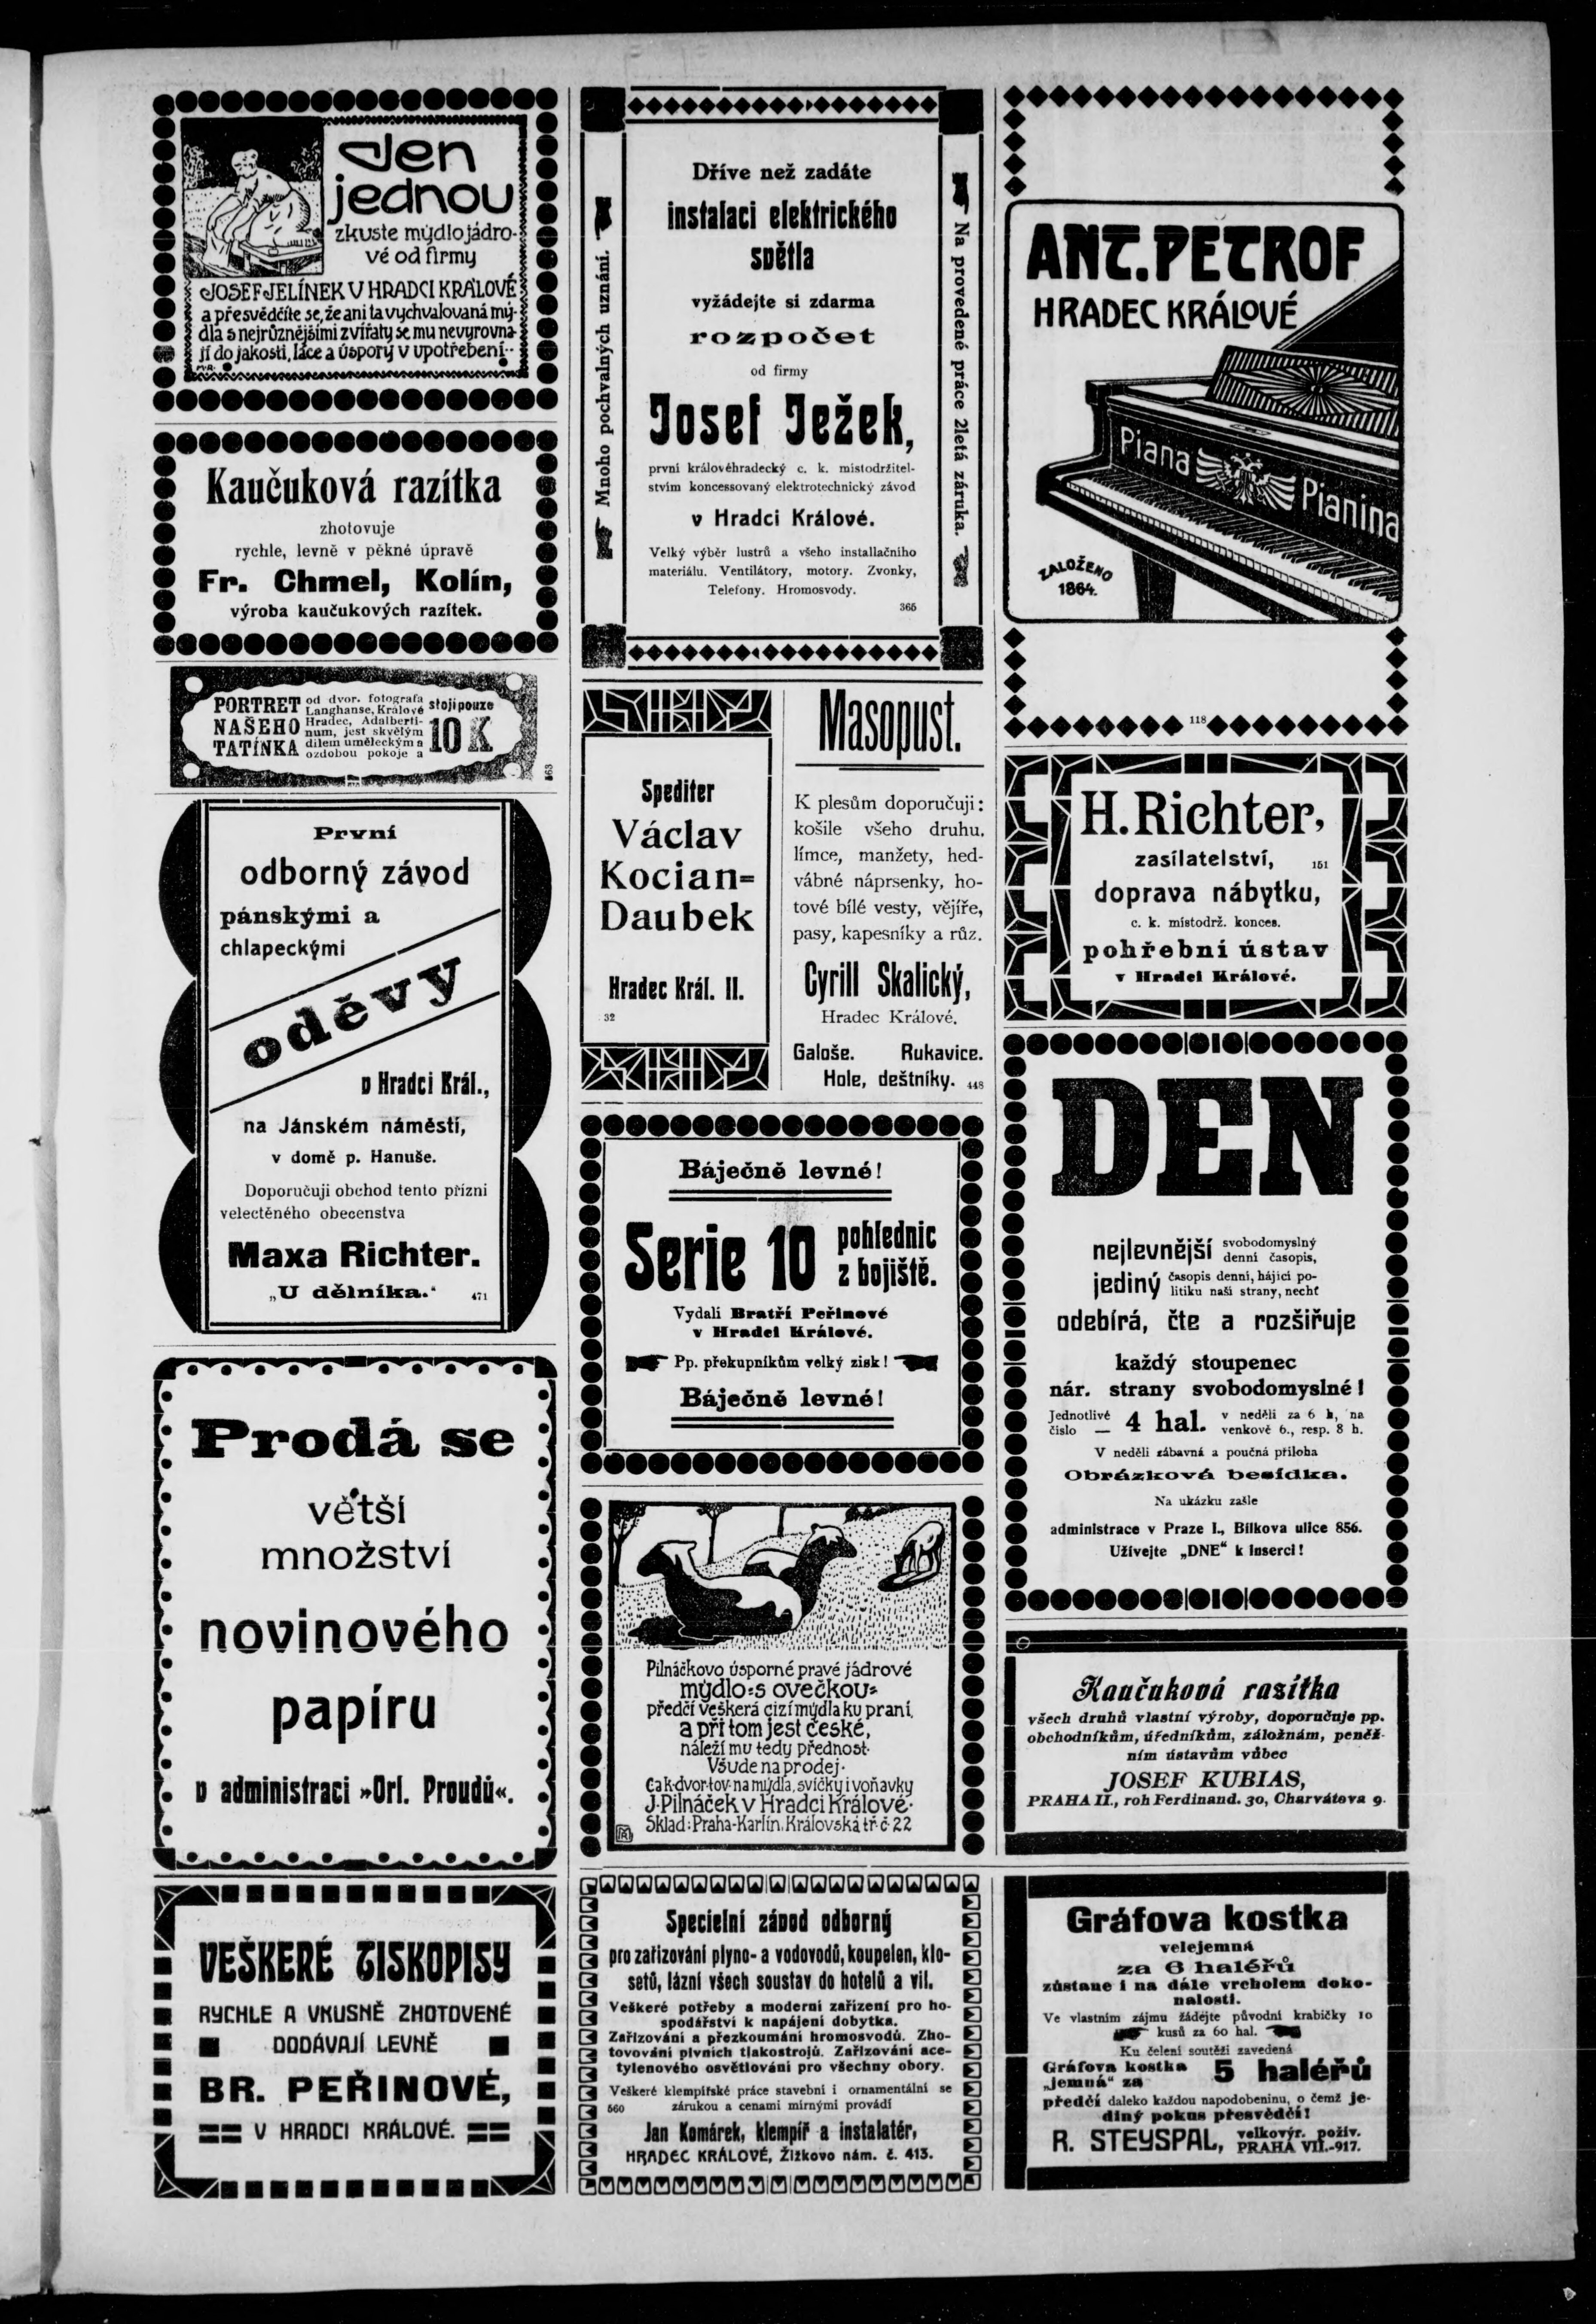 Jen
jednou
zkuste mýdlo jádro-
vé od firmy
JOSEF JELÍNEK V HRADCI KRÁLOVÉ
a přesvědčíte se, že ani ta vychvalovaná mý-
dla s nejrůznějšími zvířaty se mu nevyrovna-
jí do jakosti, láce a úspory v upotřebení.
Kaučuková razítka
zhotovuje
rychle, levně v pěkné úpravě
Fr. Chmel, Kolín,
výroba kaučukových razítek.
PORTRET NAŠEHO TATÍNKA
od dvor. fotografa
Langhanse, Králové
Hradec, Adalberti-
num, jest skvělým
dílem uměleckým a
ozdobou pokoje a
stojí pouze
10 K
463
První
odborný závod
pánskými a
chlapeckými
oděvy
v Hradci Král.,
na Jánském náměstí,
v domě p. Hanuše.
Doporučuji obchod tento přízni
velectěného obecenstva
Maxa Richter.
„U dělníka.“ 471
Prodá se
větší
množství
novinového
papíru
v administraci »Orl. Proudů«.
VEŠKERÉ TISKOPISY
RYCHLE A VKUSNĚ ZHOTOVENÉ
DODÁVAJÍ LEVNĚ
BR. PEŘINOVÉ,
V HRADCI KRÁLOVÉ.
Mnoho pochvalných uznání.
Dříve než zadáte
instalaci elektrického
světla
vyžádejte si zdarma
rozpočet
od firmy
Josef Ježek,
první královéhradecký c. k. místodržitel-
stvím koncessovaný elektrotechnický závod
v Hradci Králové.
Velký výběr lustrů a všeho installačního
materiálu. Ventilátory, motory. Zvonky,
Telefony. Hromosvody.
365
Na provedené práce 2letá záruka.
Spediter
Václav
Kocian=
Daubek
Hradec Král. II.
32
Masopust.
K plesům doporučuji:
košile všeho druhu,
límce, manžety, hed-
vábné náprsenky, ho-
tové bílé vesty, vějíře,
pasy, kapesníky a růz.
Cyrill Skalický,
Hradec Králové.
Galoše. Rukavice.
Hole, deštníky. 448
Báječně levné!
Serie 10 pohlednic
z bojiště.
Vydali Bratří Peřinové
v Hradci Králové.
Pp. překupníkům velký zisk!
Báječně levné!
Pilnáčkovo úsporné pravé jádrové
mýdlo=s ovečkou=
předčí veškerá cizí mýdla ku praní,
a při tom jest české,
náleží mu tedy přednost.
Všude na prodej.
C a k. dvor. tov. na mýdla, svíčky i voňavky
J. Pilnáček v Hradci Králové.
Sklad: Praha-Karlín, Královská tř. č. 22
Specielní závod odborný
pro zařizování plyno- a vodovodů, koupelen, klo-
setů, lázní všech soustav do hotelů a vil.
Veškeré potřeby a moderní zařízení pro ho-
spodářství k napájení dobytka.
Zařizování a přezkoumání hromosvodů. Zho-
tovování pivních tlakostrojů. Zařizování ace-
tylenového osvětlování pro všechny obory.
Veškeré klempířské práce stavební i ornamentální se
560 zárukou a cenami mírnými provádí
Jan Komárek, klempíř a instalatér,
HRADEC KRÁLOVÉ, Žižkovo nám. č. 413.
ANT. PETROF
HRADEC KRÁLOVÉ
Piana Pianina
ZALOŽENO
1864.
118
H. Richter,
zasílatelství, 151
doprava nábytku,
c. k. místodrž. konces.
pohřební ústav
v Hradci Králové.
DEN
nejlevnější svobodomyslný
denní časopis,
jediný časopis denní, hájící po-
litiku naší strany, nechť
odebírá, čte a rozšiřuje
každý stoupenec
nár. strany svobodomyslné!
Jednotlivé
číslo — 4 hal. v neděli za 6 h, na
venkově 6., resp. 8 h.
V neděli zábavná a poučná příloha
Obrázková besídka.
Na ukázku zašle
administrace v Praze I., Bílkova ulice 856.
Užívejte „DNE“ k inserci!
Kaučuková razítka
všech druhů vlastní výroby, doporučuje pp.
obchodníkům, úředníkům, záložnám, peněž-
ním ústavům vůbec
JOSEF KUBIAS,
PRAHA II., roh Ferdinand. 30, Charvátova 9.
Gráfova kostka
velejemná
za 6 haléřů
zůstane i na dále vrcholem doko-
nalosti.
Ve vlastním zájmu žádejte původní krabičky 10
kusů za 60 hal.
Ku čelení soutěži zavedená
Gráfova kostka
„jemná“ za 5 haléřů
předčí daleko každou napodobeninu, o čemž je-
diný pokus přesvědčí!
R. STEYSPAL, velkovýr. poživ.
PRAHA VII.-917.